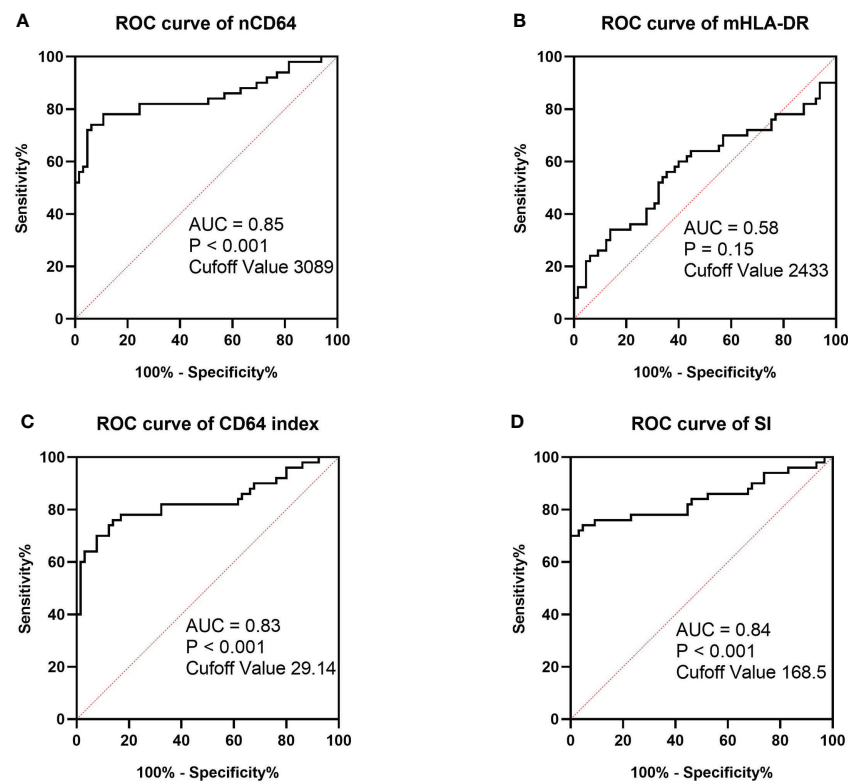 A
ROC curve of nCD64
100
80
60
40
20
0
Sensitivity%
AUC = 0.85
P < 0.001
Cufoff Value 3089
0 20 40 60 80 100
100% - Specificity%
B
ROC curve of mHLA-DR
100
80
60
40
20
0
Sensitivity%
AUC = 0.58
P = 0.15
Cufoff Value 2433
0 20 40 60 80 100
100% - Specificity%
C
ROC curve of CD64 index
100
80
60
40
20
0
Sensitivity%
AUC = 0.83
P < 0.001
Cufoff Value 29.14
0 20 40 60 80 100
100% - Specificity%
D
ROC curve of SI
100
80
60
40
20
0
Sensitivity%
AUC = 0.84
P < 0.001
Cufoff Value 168.5
0 20 40 60 80 100
100% - Specificity%